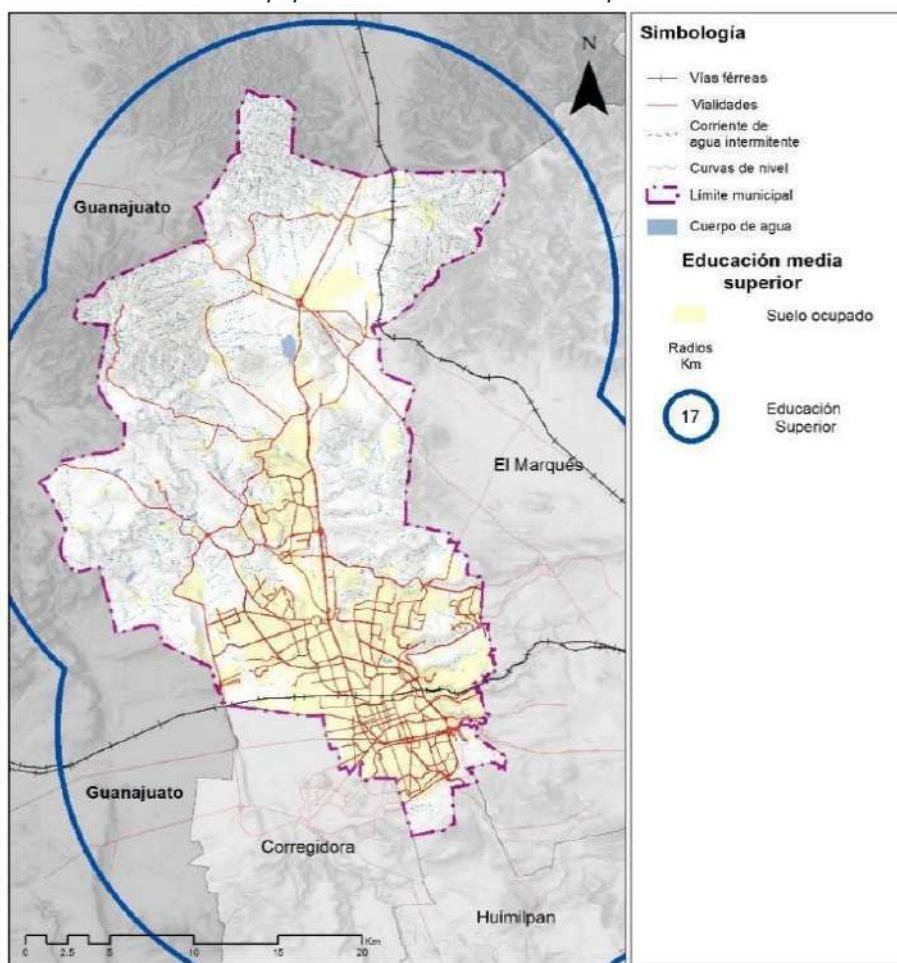 N
Guanajuato
El Marqués
Guanajuato
Corregidora
Huimilpan
0 2.5 5 10 20
Km
Simbología
Vías férreas
Vialidades
Corriente de
agua intermitente
Curvas de nivel
Límite municipal
Cuerpo de agua
Educación media
superior
Suelo ocupado
Radios
Km
17
Educación
Superior